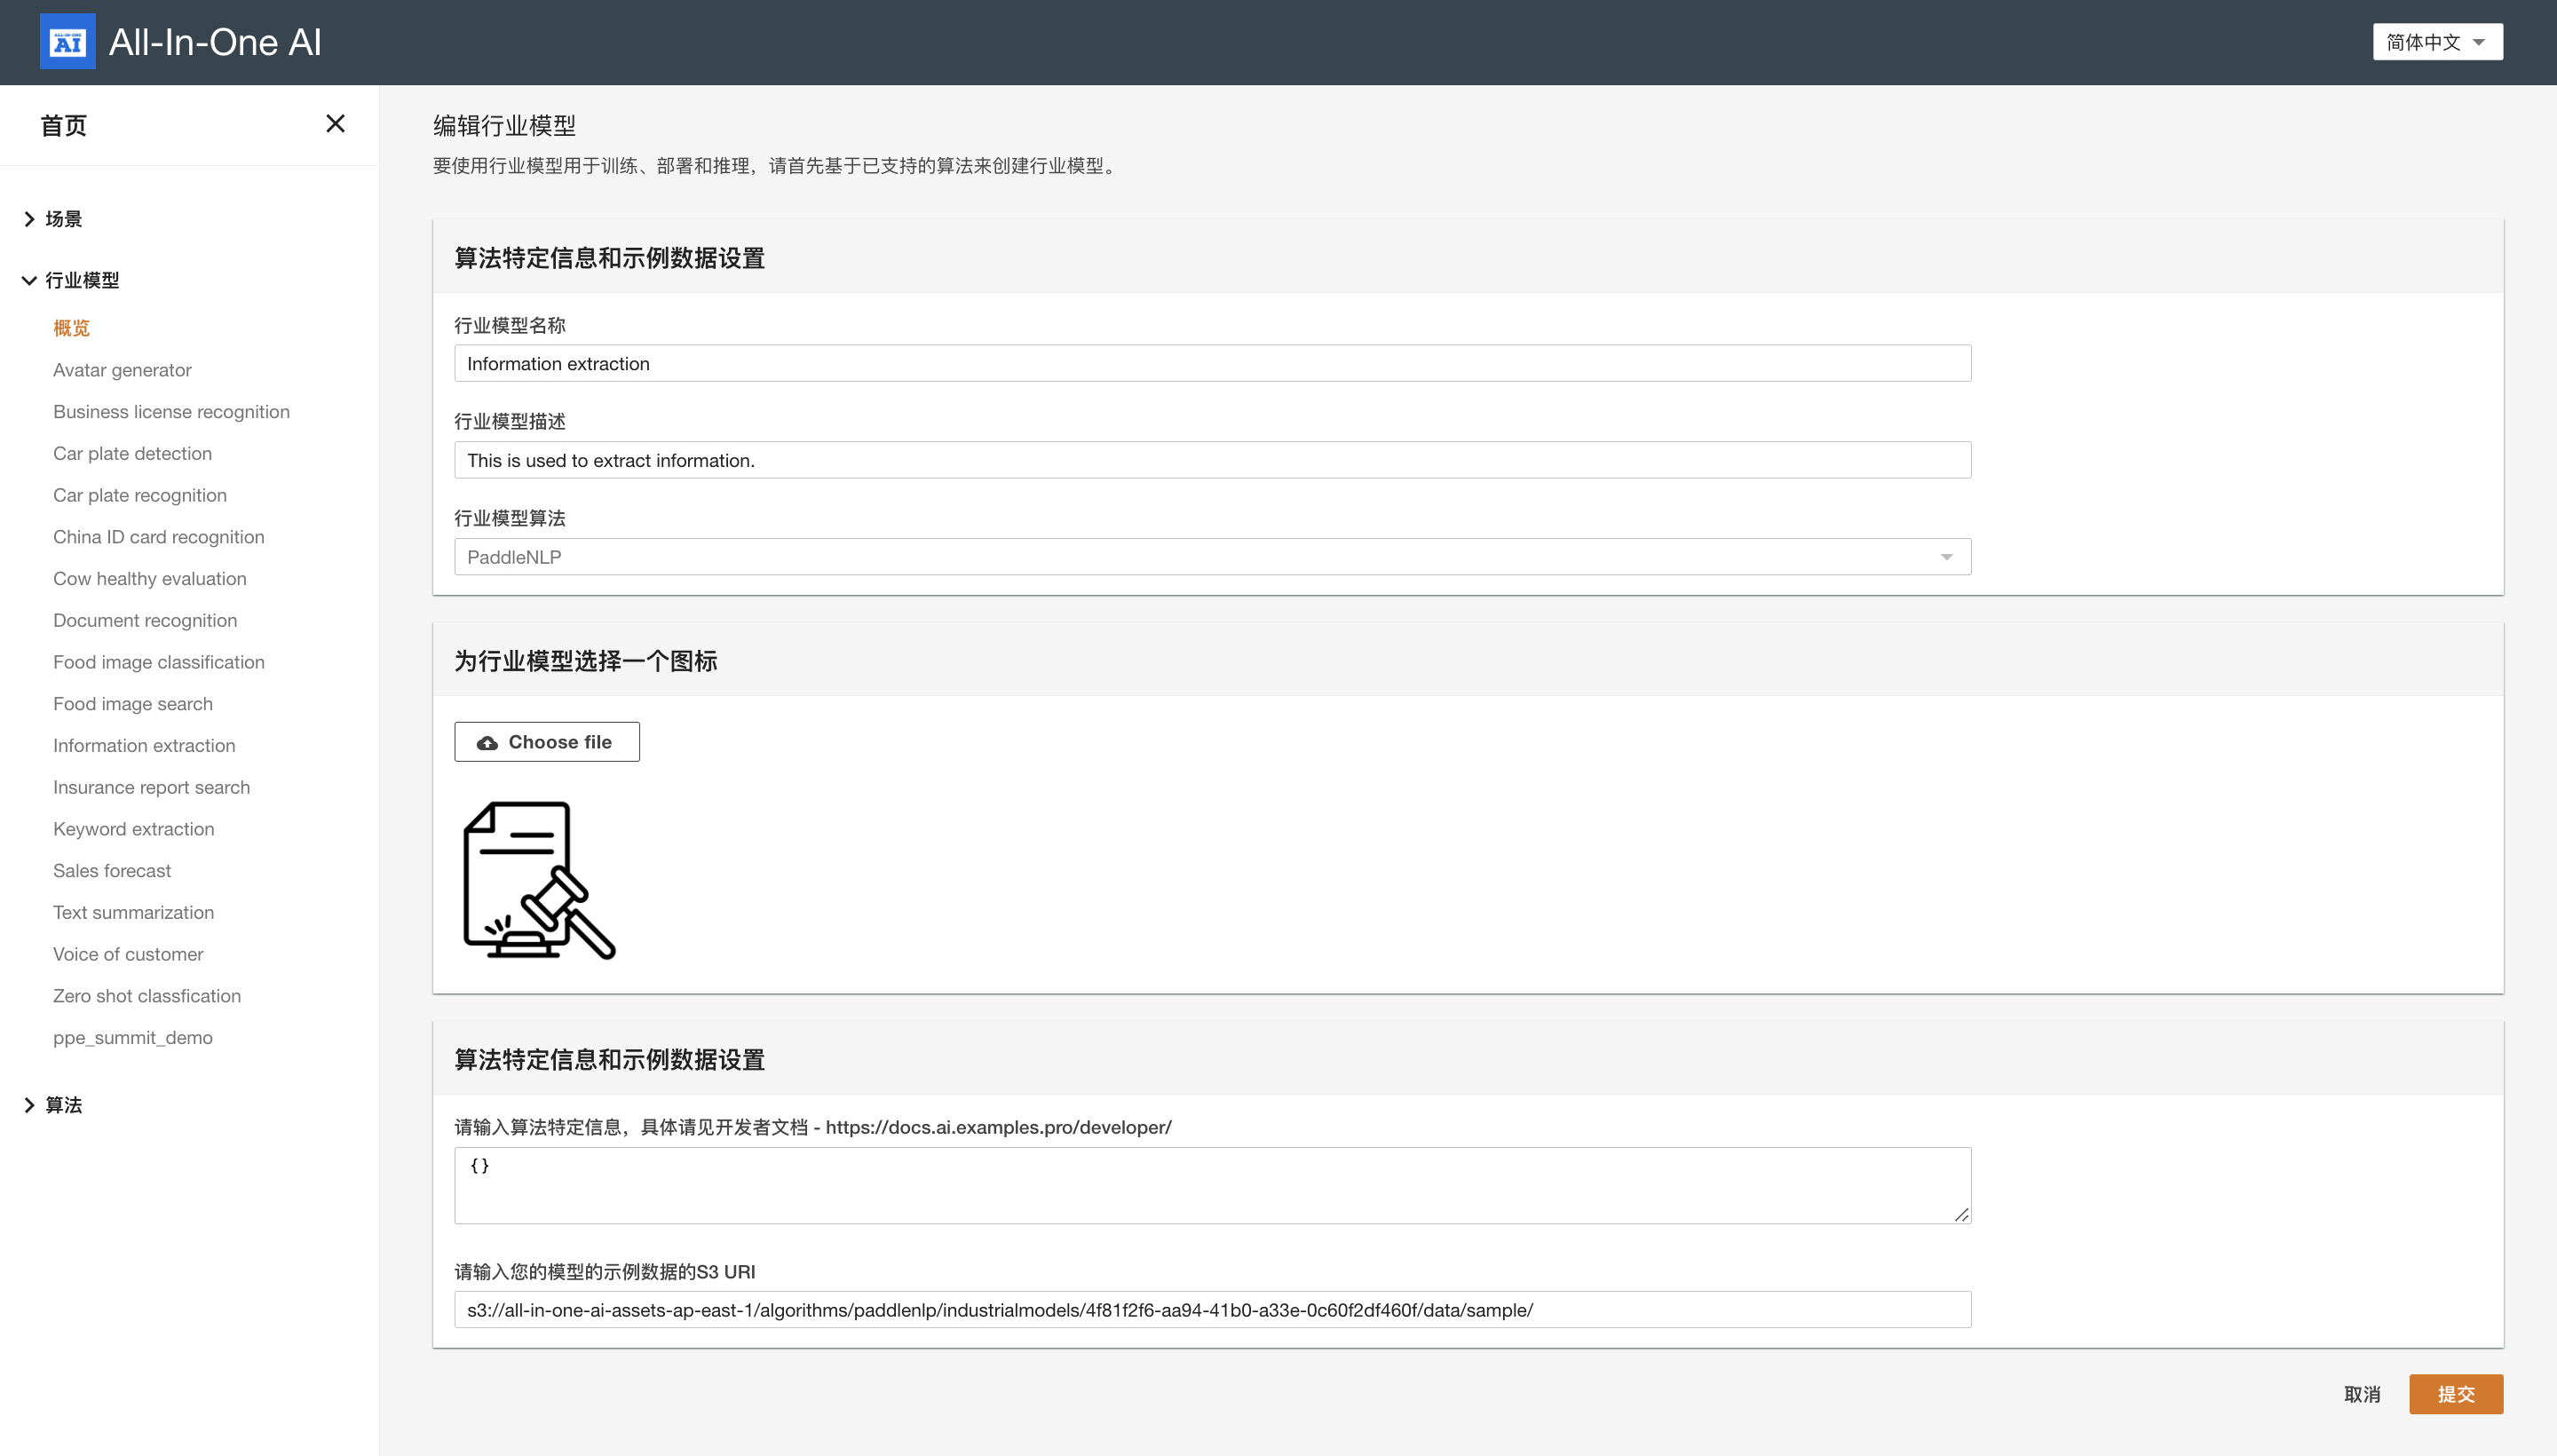 ALL-IN-ONE
AI
All-In-One AI
简体中文
首页
场景
行业模型
概览
Avatar generator
Business license recognition
Car plate detection
Car plate recognition
China ID card recognition
Cow healthy evaluation
Document recognition
Food image classification
Food image search
Information extraction
Insurance report search
Keyword extraction
Sales forecast
Text summarization
Voice of customer
Zero shot classfication
ppe_summit_demo
算法
编辑行业模型
要使用行业模型用于训练、部署和推理，请首先基于已支持的算法来创建行业模型。
算法特定信息和示例数据设置
行业模型名称
Information extraction
行业模型描述
This is used to extract information.
行业模型算法
PaddleNLP
为行业模型选择一个图标
Choose file
算法特定信息和示例数据设置
请输入算法特定信息，具体请见开发者文档 - https://docs.ai.examples.pro/developer/
{}
请输入您的模型的示例数据的S3 URI
s3://all-in-one-ai-assets-ap-east-1/algorithms/paddlenlp/industrialmodels/4f81f2f6-aa94-41b0-a33e-0c60f2df460f/data/sample/
取消
提交